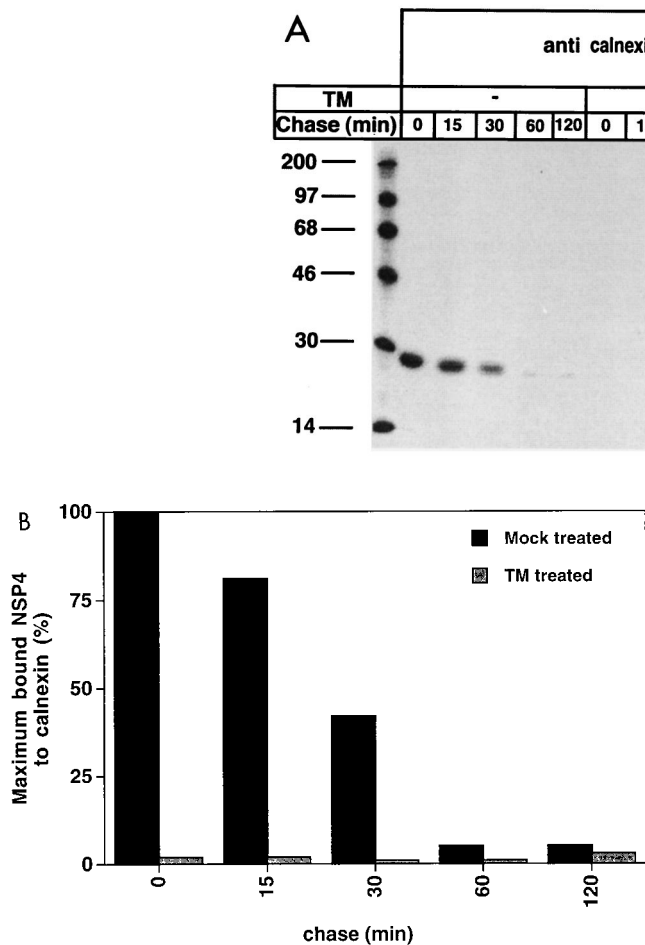 A
anti calnexi
TM -
Chase (min) 0 15 30 60 120 0 1
200
97
68
46
30
14
B
100
75
50
25
0
Maximum bound NSP4
to calnexin (%)
Mock treated
TM treated
0 15 30 60 120
chase (min)